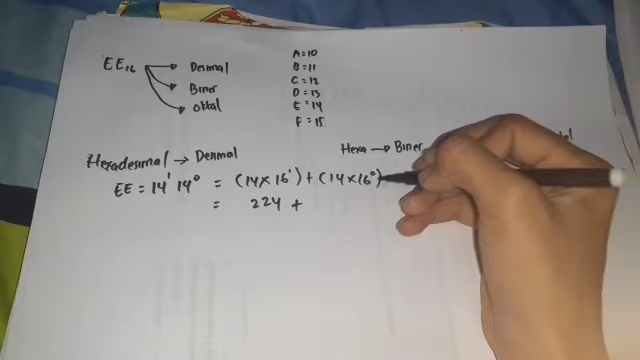 EE16
Desimal
Biner
Oktal
A=10
B=11
C=12
D=13
E=14
F=15
Hexadesimal → Desimal
EE = 14¹ 14⁰ = (14 × 16¹) + (14 × 16⁰)
= 224 +
Hexa → Biner